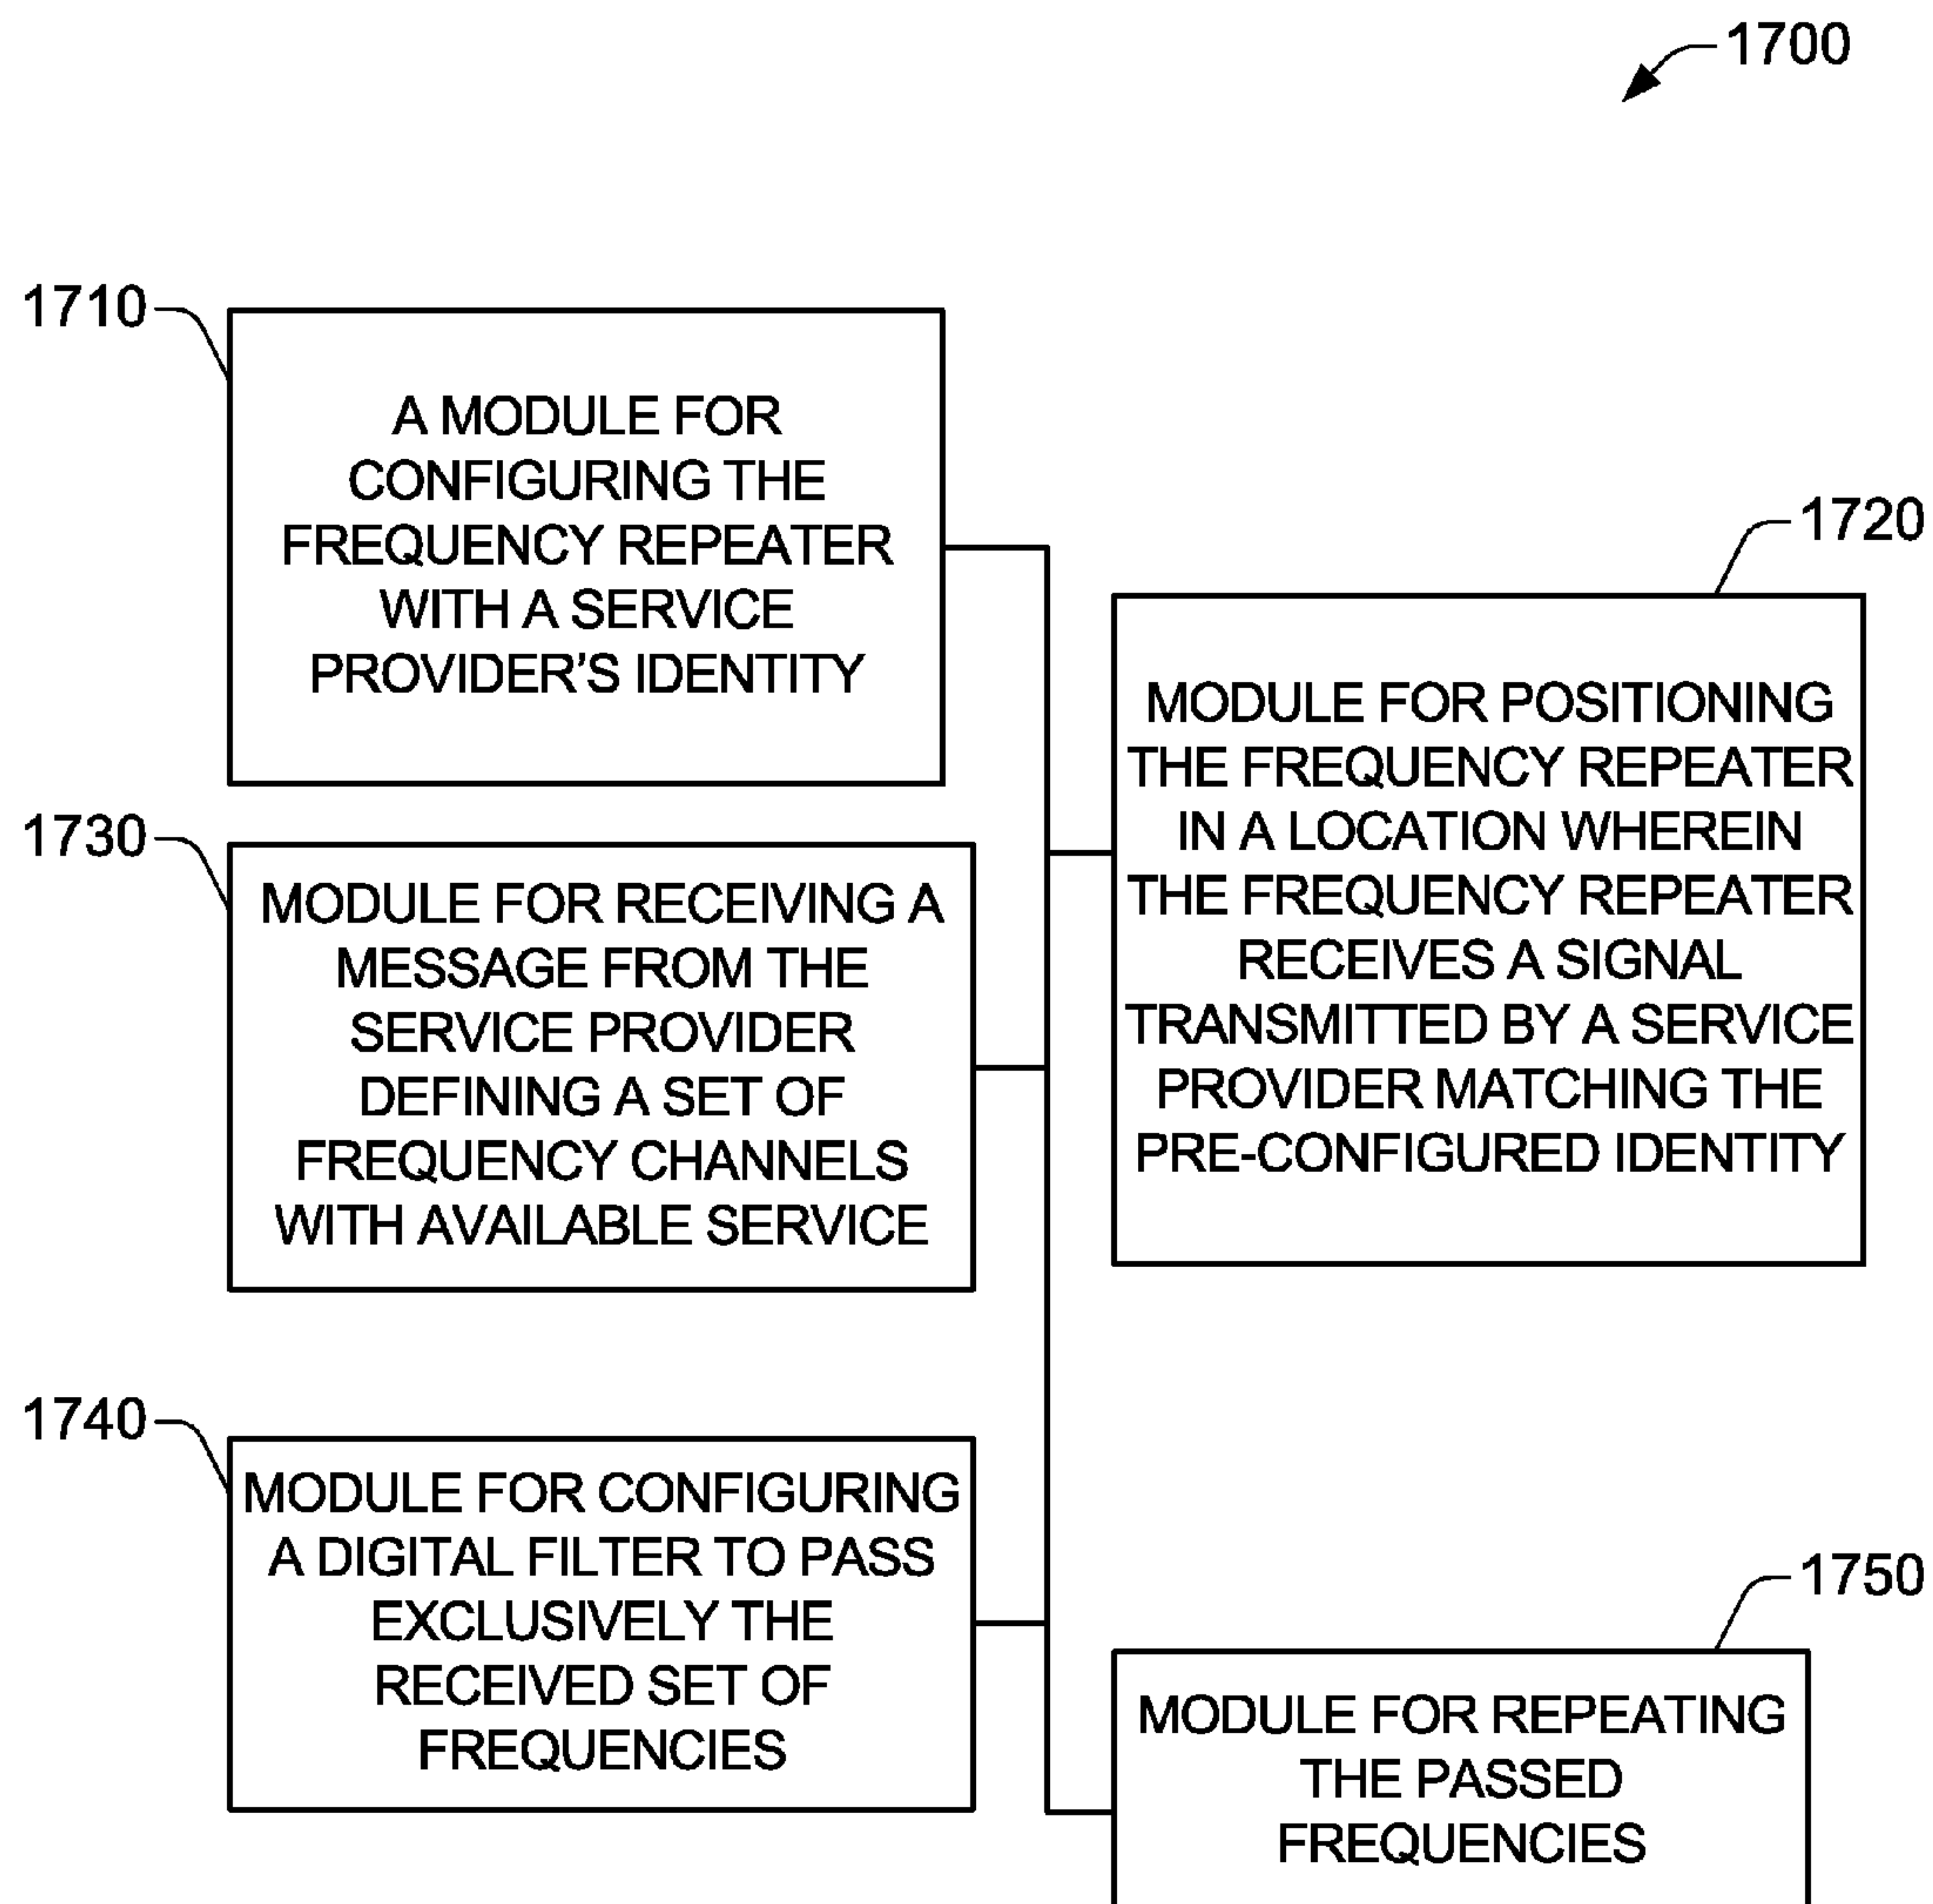 1700
1710
A MODULE FOR
CONFIGURING THE
FREQUENCY REPEATER
WITH A SERVICE
PROVIDER'S IDENTITY
1720
MODULE FOR POSITIONING
THE FREQUENCY REPEATER
IN A LOCATION WHEREIN
THE FREQUENCY REPEATER
RECEIVES A SIGNAL
TRANSMITTED BY A SERVICE
PROVIDER MATCHING THE
PRE-CONFIGURED IDENTITY
1730
MODULE FOR RECEIVING A
MESSAGE FROM THE
SERVICE PROVIDER
DEFINING A SET OF
FREQUENCY CHANNELS
WITH AVAILABLE SERVICE
1740
MODULE FOR CONFIGURING
A DIGITAL FILTER TO PASS
EXCLUSIVELY THE
RECEIVED SET OF
FREQUENCIES
1750
MODULE FOR REPEATING
THE PASSED
FREQUENCIES